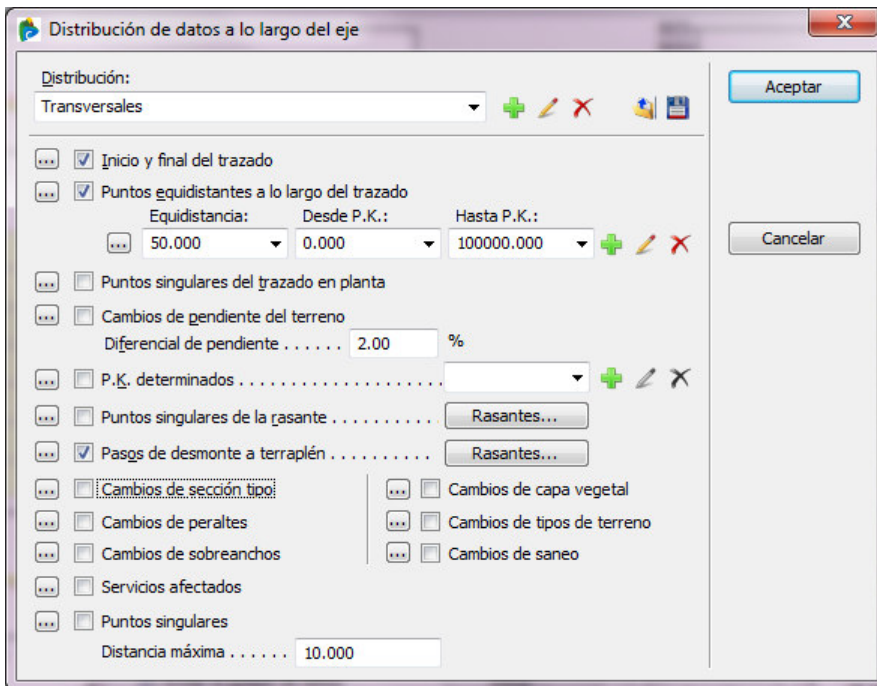 Distribución de datos a lo largo del eje
Distribución:
Transversales
Aceptar
Inicio y final del trazado
Puntos equidistantes a lo largo del trazado
Equidistancia: Desde P.K.: Hasta P.K.:
50.000 0.000 100000.000
Cancelar
Puntos singulares del trazado en planta
Cambios de pendiente del terreno
Diferencial de pendiente . . . . . . 2.00 %
P.K. determinados . . . . . . . . . . . . . . . . . . . .
Puntos singulares de la rasante . . . . . . . . . . Rasantes...
Pasos de desmonte a terraplén . . . . . . . . . . Rasantes...
Cambios de sección tipo Cambios de capa vegetal
Cambios de peraltes Cambios de tipos de terreno
Cambios de sobreanchos Cambios de saneo
Servicios afectados
Puntos singulares
Distancia máxima . . . . . . 10.000